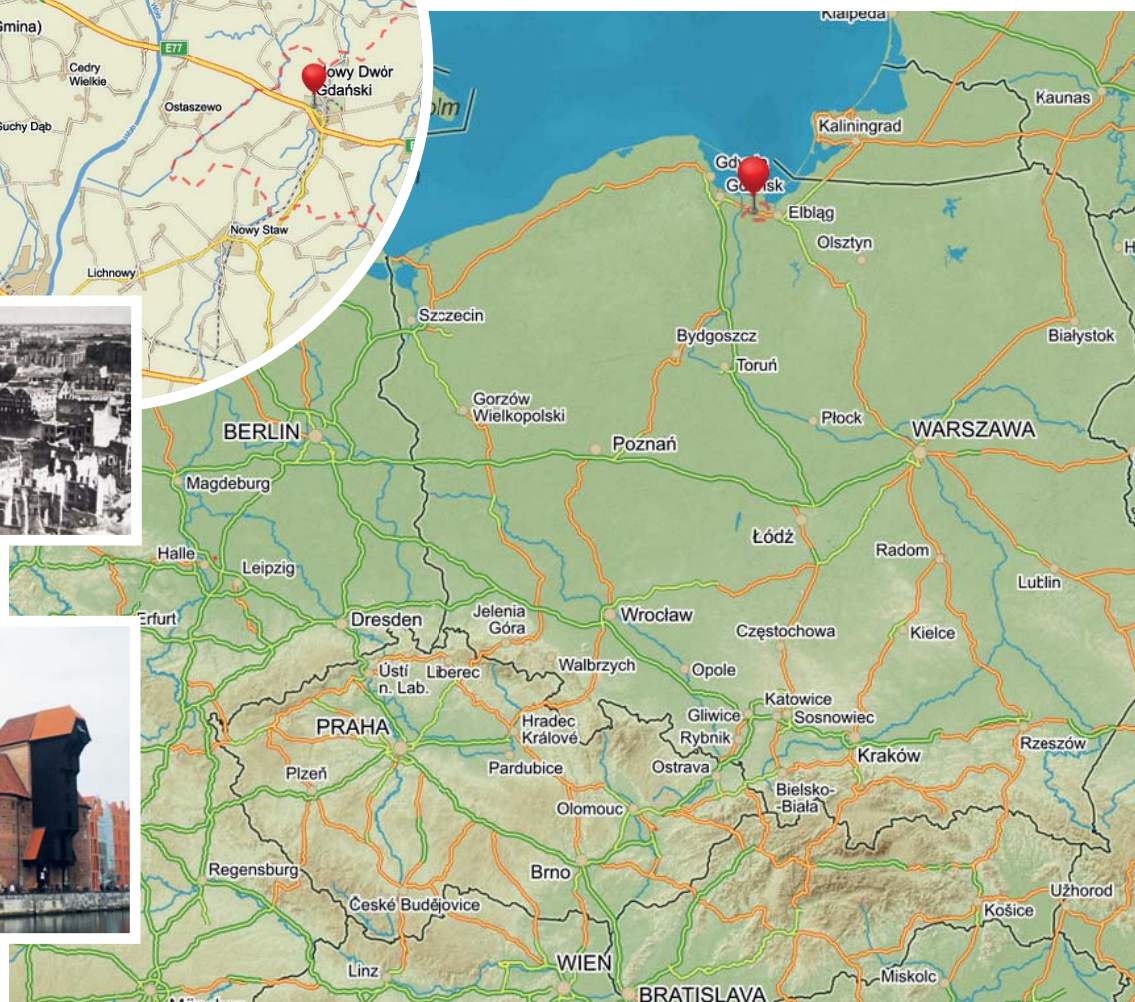 Gmina)
E77
Cedry
Wielkie
Nowy Dwór
Gdański
Ostaszewo
Suchy Dąb
Nowy Staw
Lichnowy
Klaipėda
Kaunas
Kaliningrad
Gdynia
Gdańsk
Elbląg
Olsztyn
Szczecin
Bydgoszcz
Toruń
Białystok
Gorzów
Wielkopolski
Płock
BERLIN
Poznań
WARSZAWA
Magdeburg
Łódź
Radom
Halle
Leipzig
Lublin
Erfurt
Dresden
Jelenia
Góra
Wrocław
Częstochowa
Kielce
Ústí
n. Lab.
Liberec
Walbrzych
Opole
Katowice
Gliwice
Sosnowiec
PRAHA
Hradec
Králové
Rybnik
Kraków
Rzeszów
Plzeň
Pardubice
Ostrava
Bielsko-
-Biała
Olomouc
Regensburg
Brno
České Budějovice
Užhorod
Košice
Linz
WIEN
Miskolc
BRATISLAVA